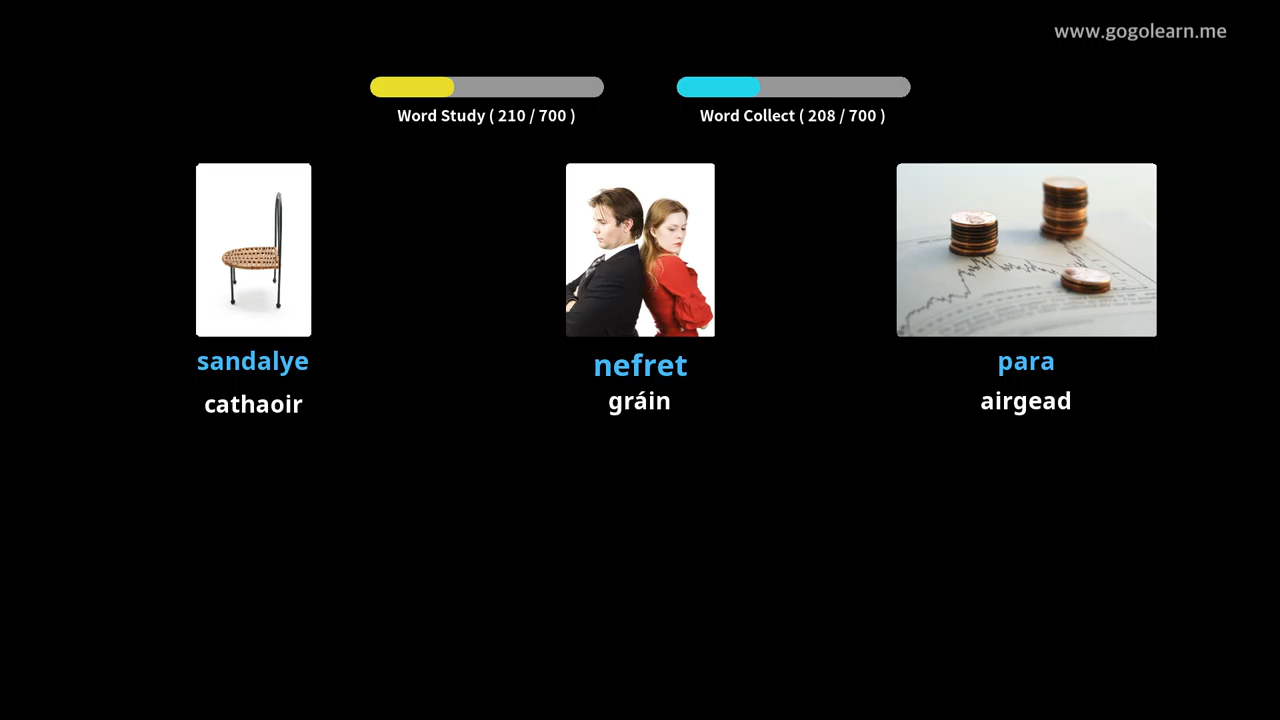 www.gogolearn.me
Word Study ( 210 / 700 )
Word Collect ( 208 / 700 )
sandalye
nefret
para
cathaoir
gráin
airgead